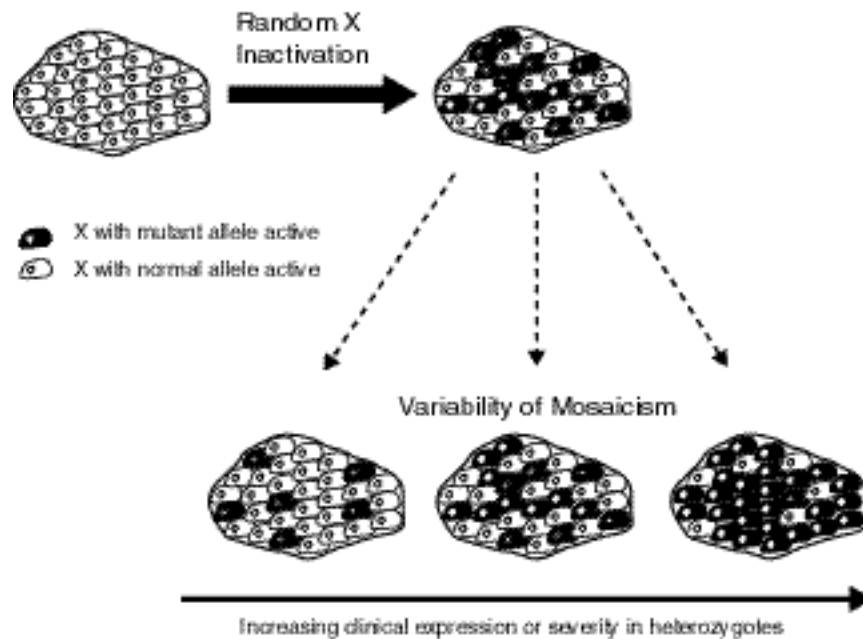 Random X
Inactivation
X with mutant allele active
X with normal allele active
Variability of Mosaicism
Increasing clinical expression or severity in heterozygotes